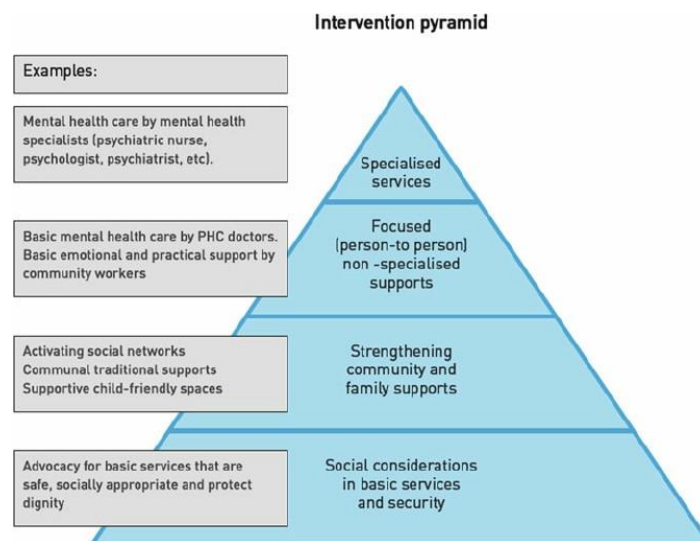 Intervention pyramid
Examples:
Mental health care by mental health
specialists (psychiatric nurse,
psychologist, psychiatrist, etc).
Specialised
services
Basic mental health care by PHC doctors.
Basic emotional and practical support by
community workers
Focused
(person-to person)
non -specialised
supports
Activating social networks
Communal traditional supports
Supportive child-friendly spaces
Strengthening
community and
family supports
Advocacy for basic services that are
safe, socially appropriate and protect
dignity
Social considerations
in basic services
and security